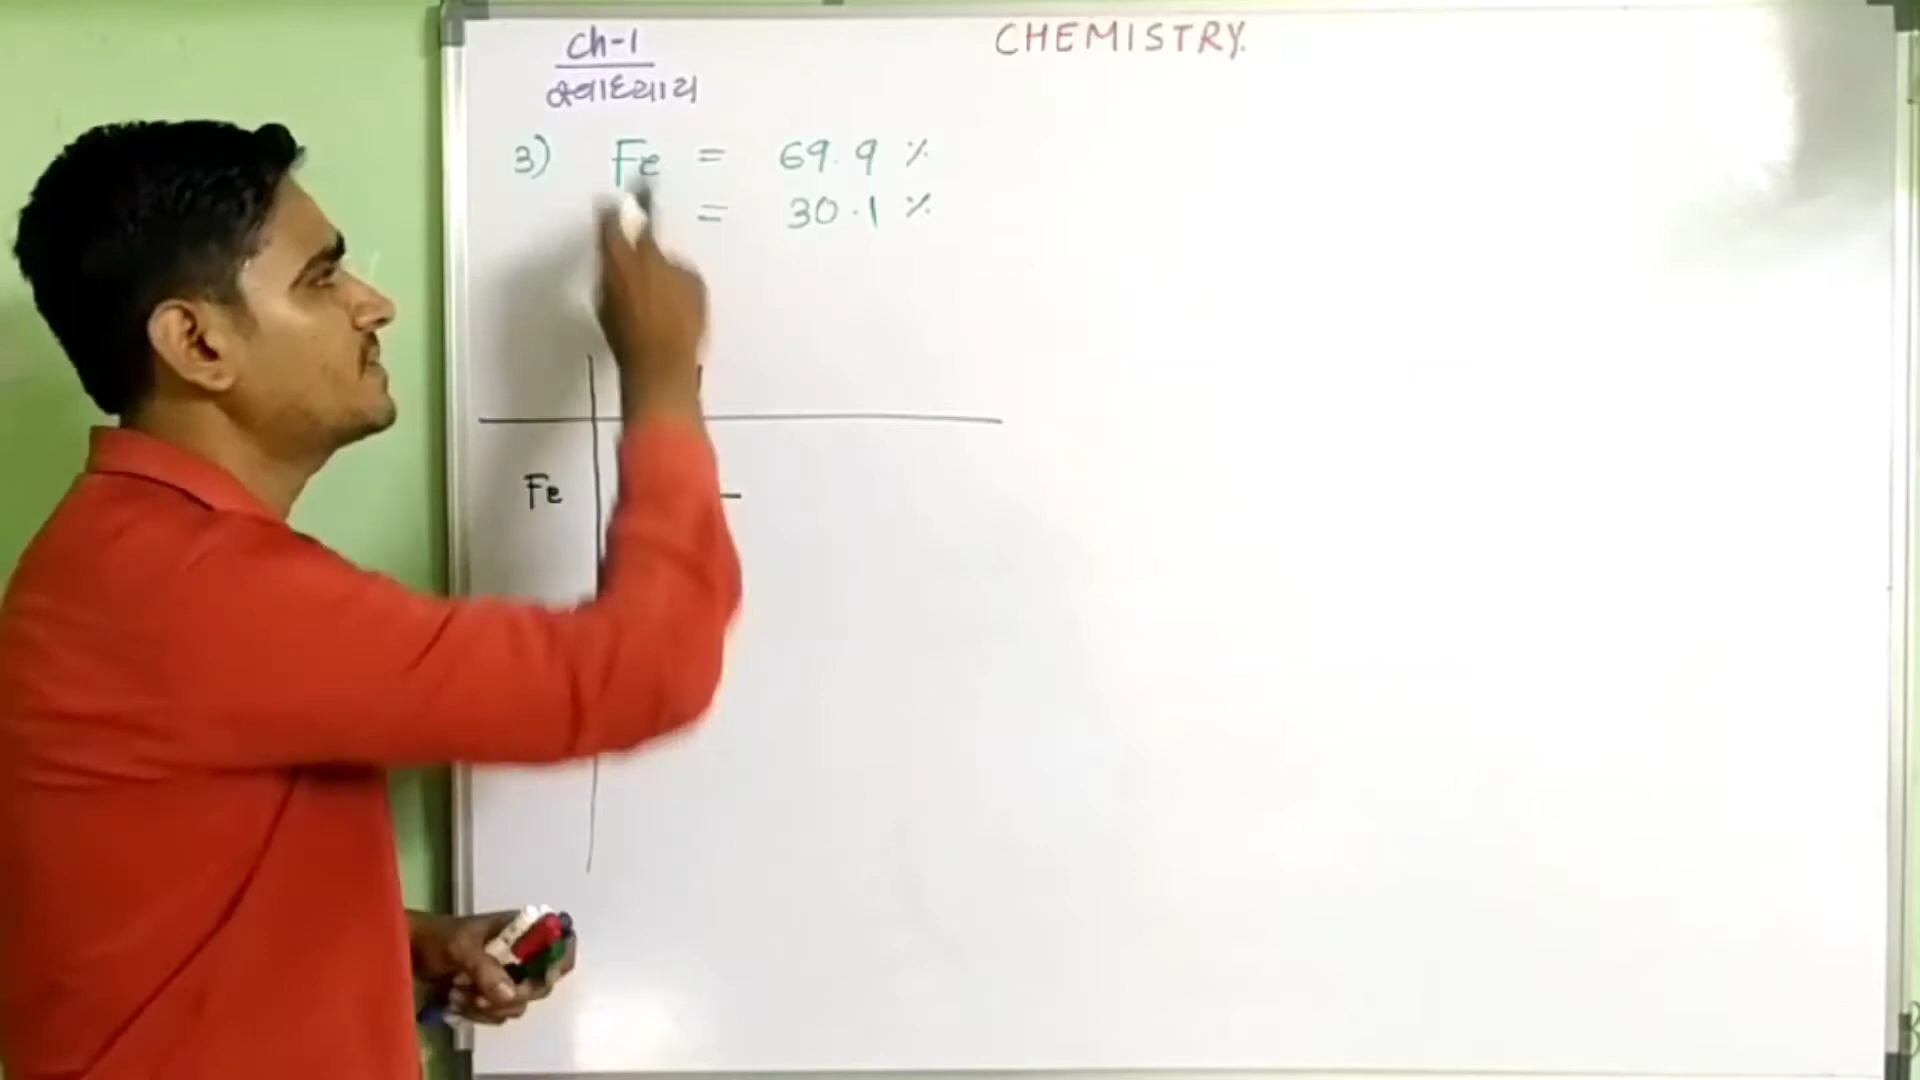 Ch-1
CHEMISTRY.
સ્વાધ્યાય
3) Fe = 69.9 %
= 30.1 %
Fe